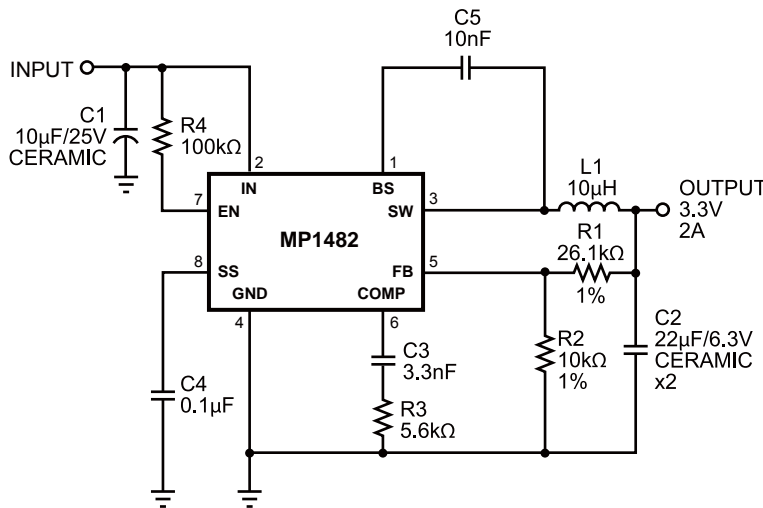 C5
10nF
INPUT
C1
10µF/25V
CERAMIC
R4
100kΩ
2
1
IN
BS
L1
10µH
OUTPUT
3.3V
2A
7
EN
SW
3
MP1482
R1
26.1kΩ
1%
8
SS
FB
5
GND
COMP
4
6
C3
3.3nF
R2
10kΩ
1%
C2
22µF/6.3V
CERAMIC
x2
C4
0.1µF
R3
5.6kΩ